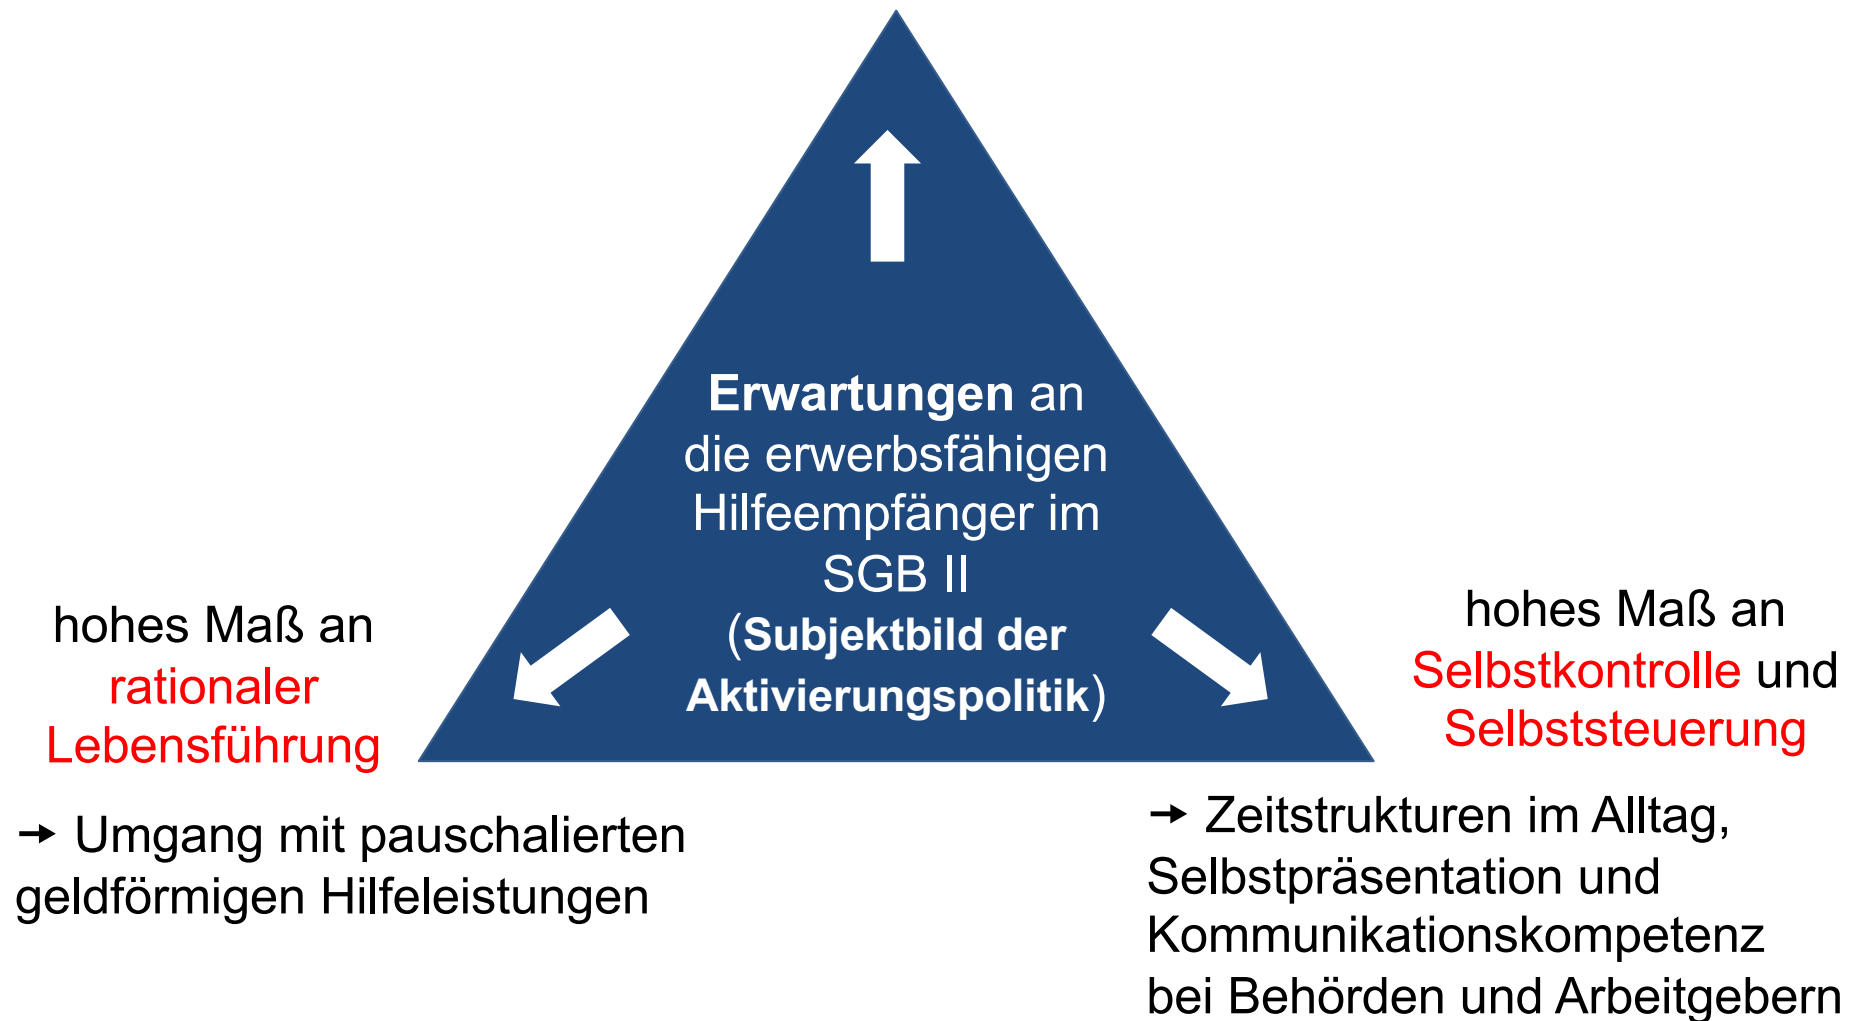 Erwartungen an
die erwerbsfähigen
Hilfeempfänger im
SGB II
(Subjektbild der
Aktivierungspolitik)
hohes Maß an
rationaler
Lebensführung
→ Umgang mit pauschalierten
geldförmigen Hilfeleistungen
hohes Maß an
Selbstkontrolle und
Selbststeuerung
→ Zeitstrukturen im Alltag,
Selbstpräsentation und
Kommunikationskompetenz
bei Behörden und Arbeitgebern